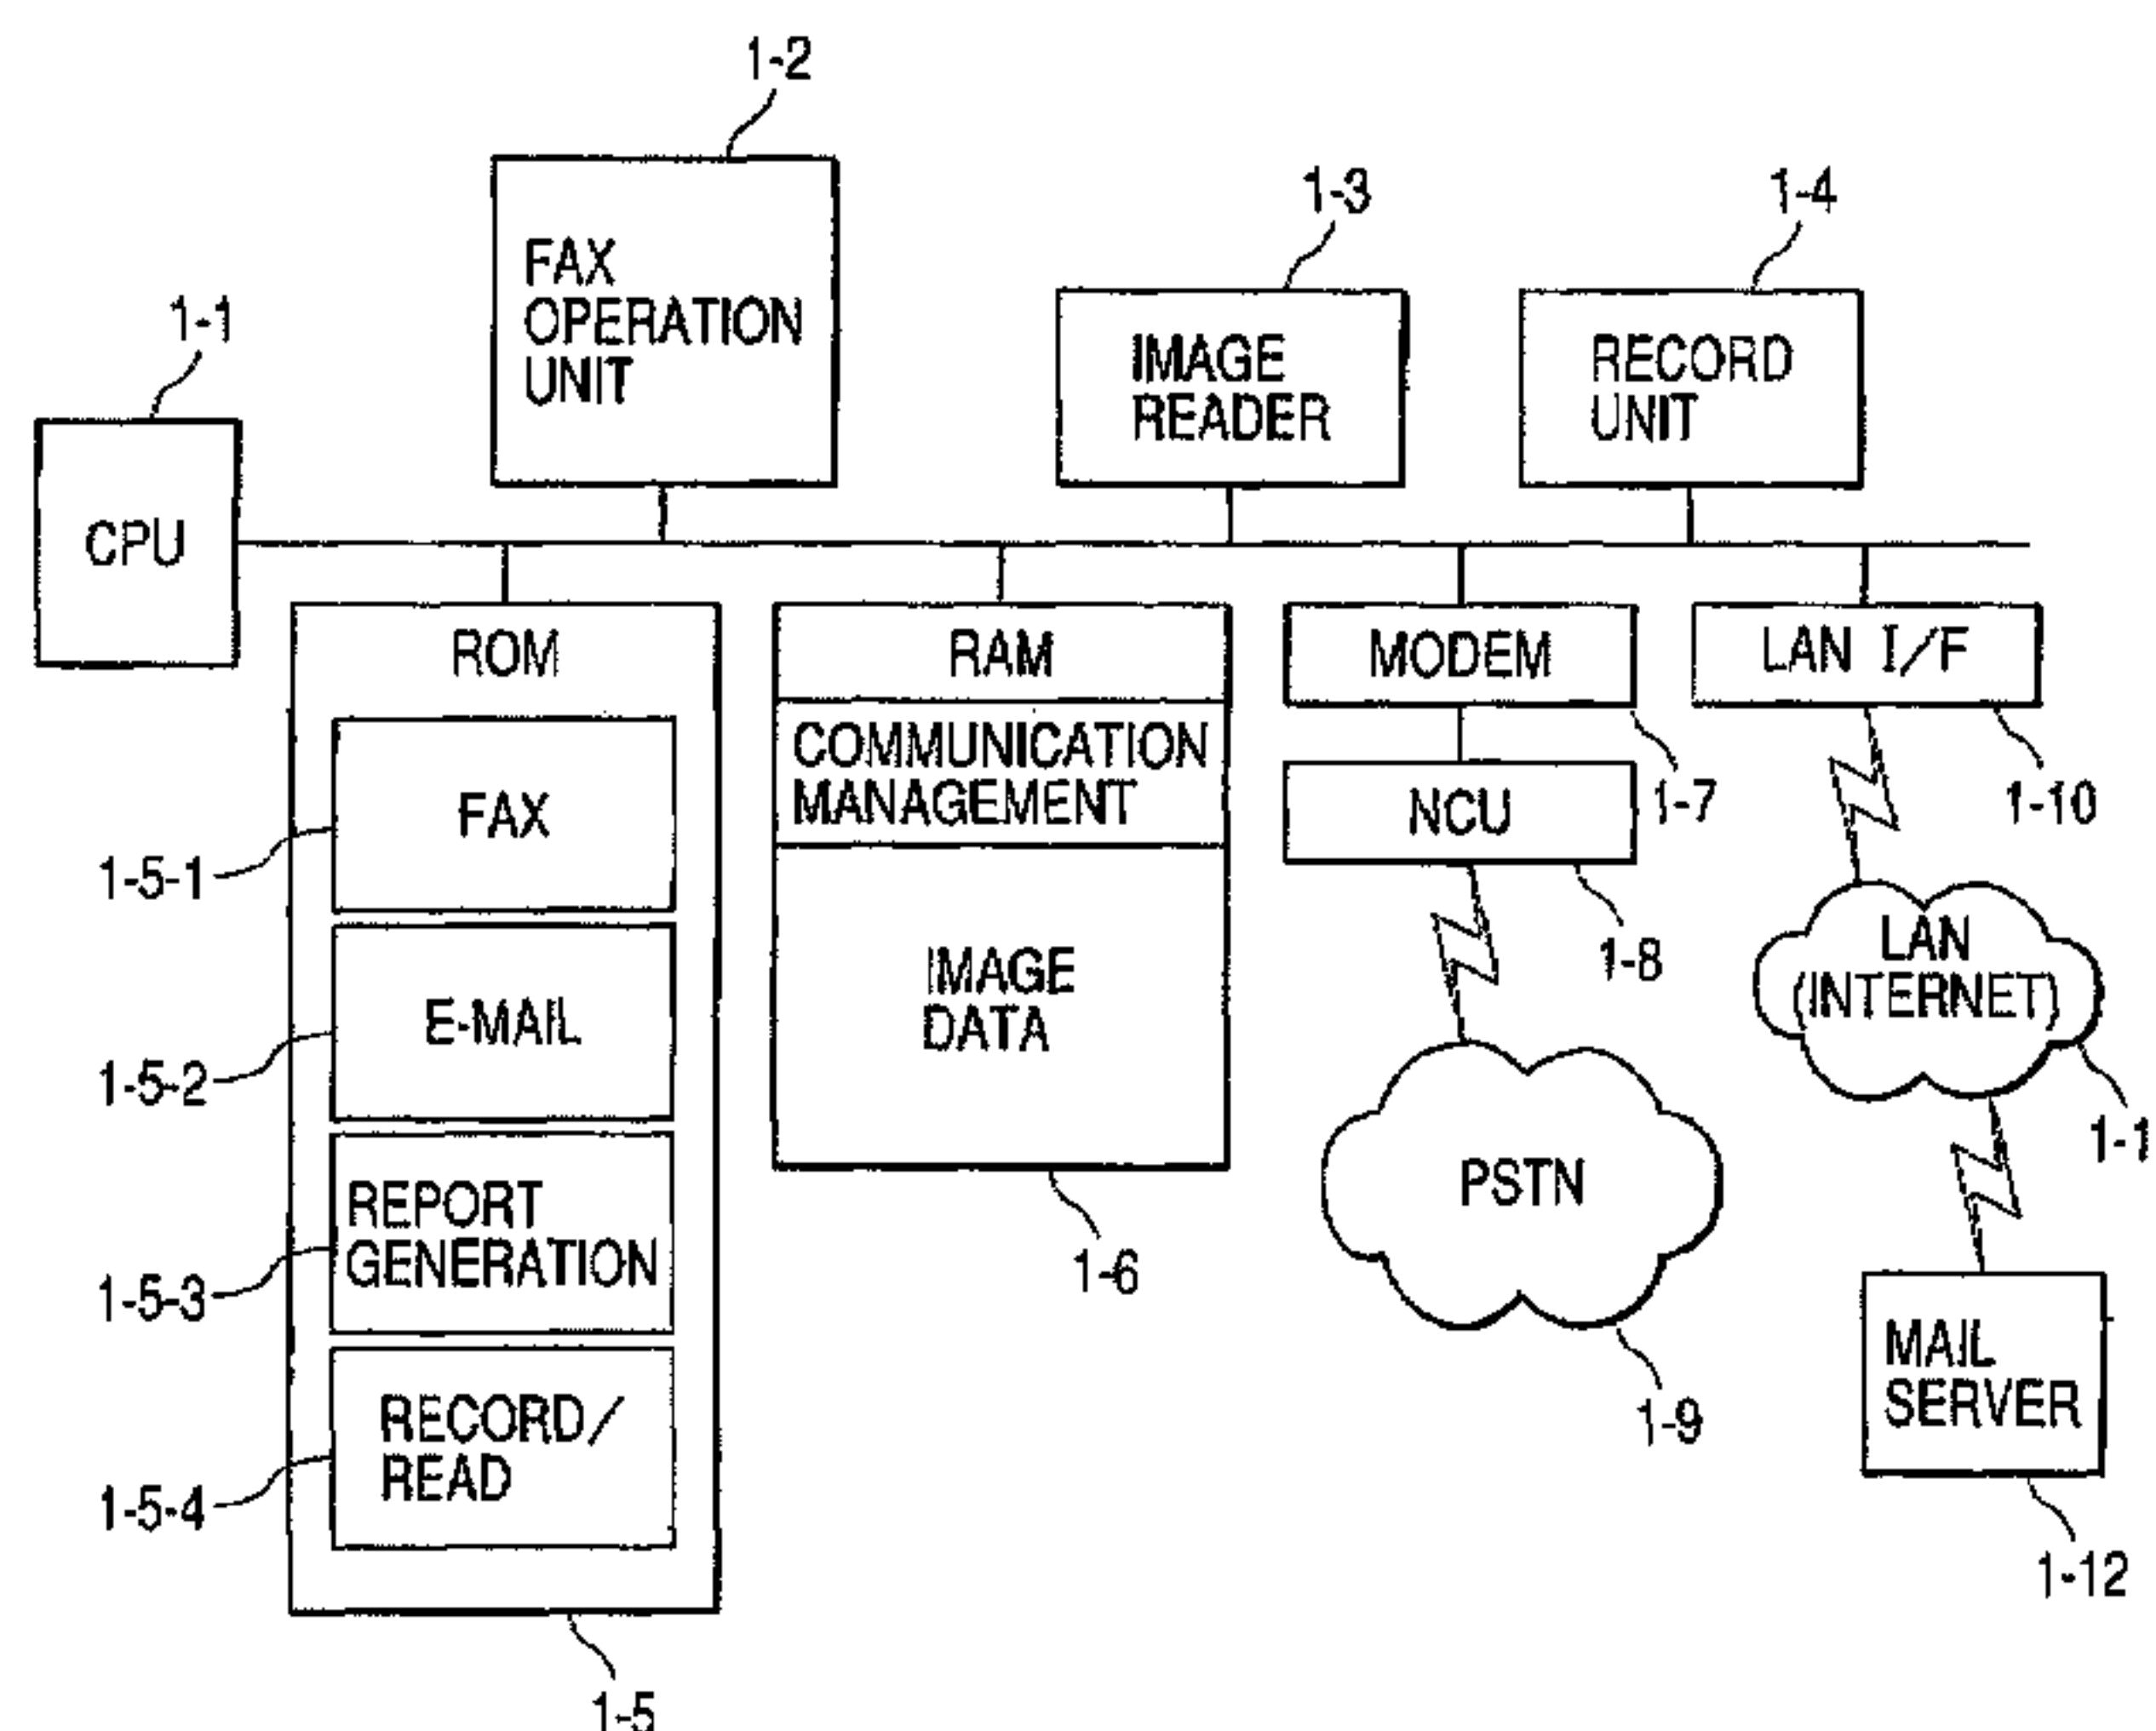 1-2
1-3
1-4
1-1
FAX
OPERATION
UNIT
IMAGE
READER
RECORD
UNIT
CPU
ROM
RAM
MODEM
LAN I/F
COMMUNICATION
MANAGEMENT
1-7
1-10
FAX
NCU
1-5-1
1-8
LAN
(INTERNET)
IMAGE
DATA
E-MAIL
1-5-2
1-1
PSTN
REPORT
GENERATION
1-5-3
1-6
MAIL
SERVER
1-9
RECORD/
READ
1-5-4
1-12
1-5